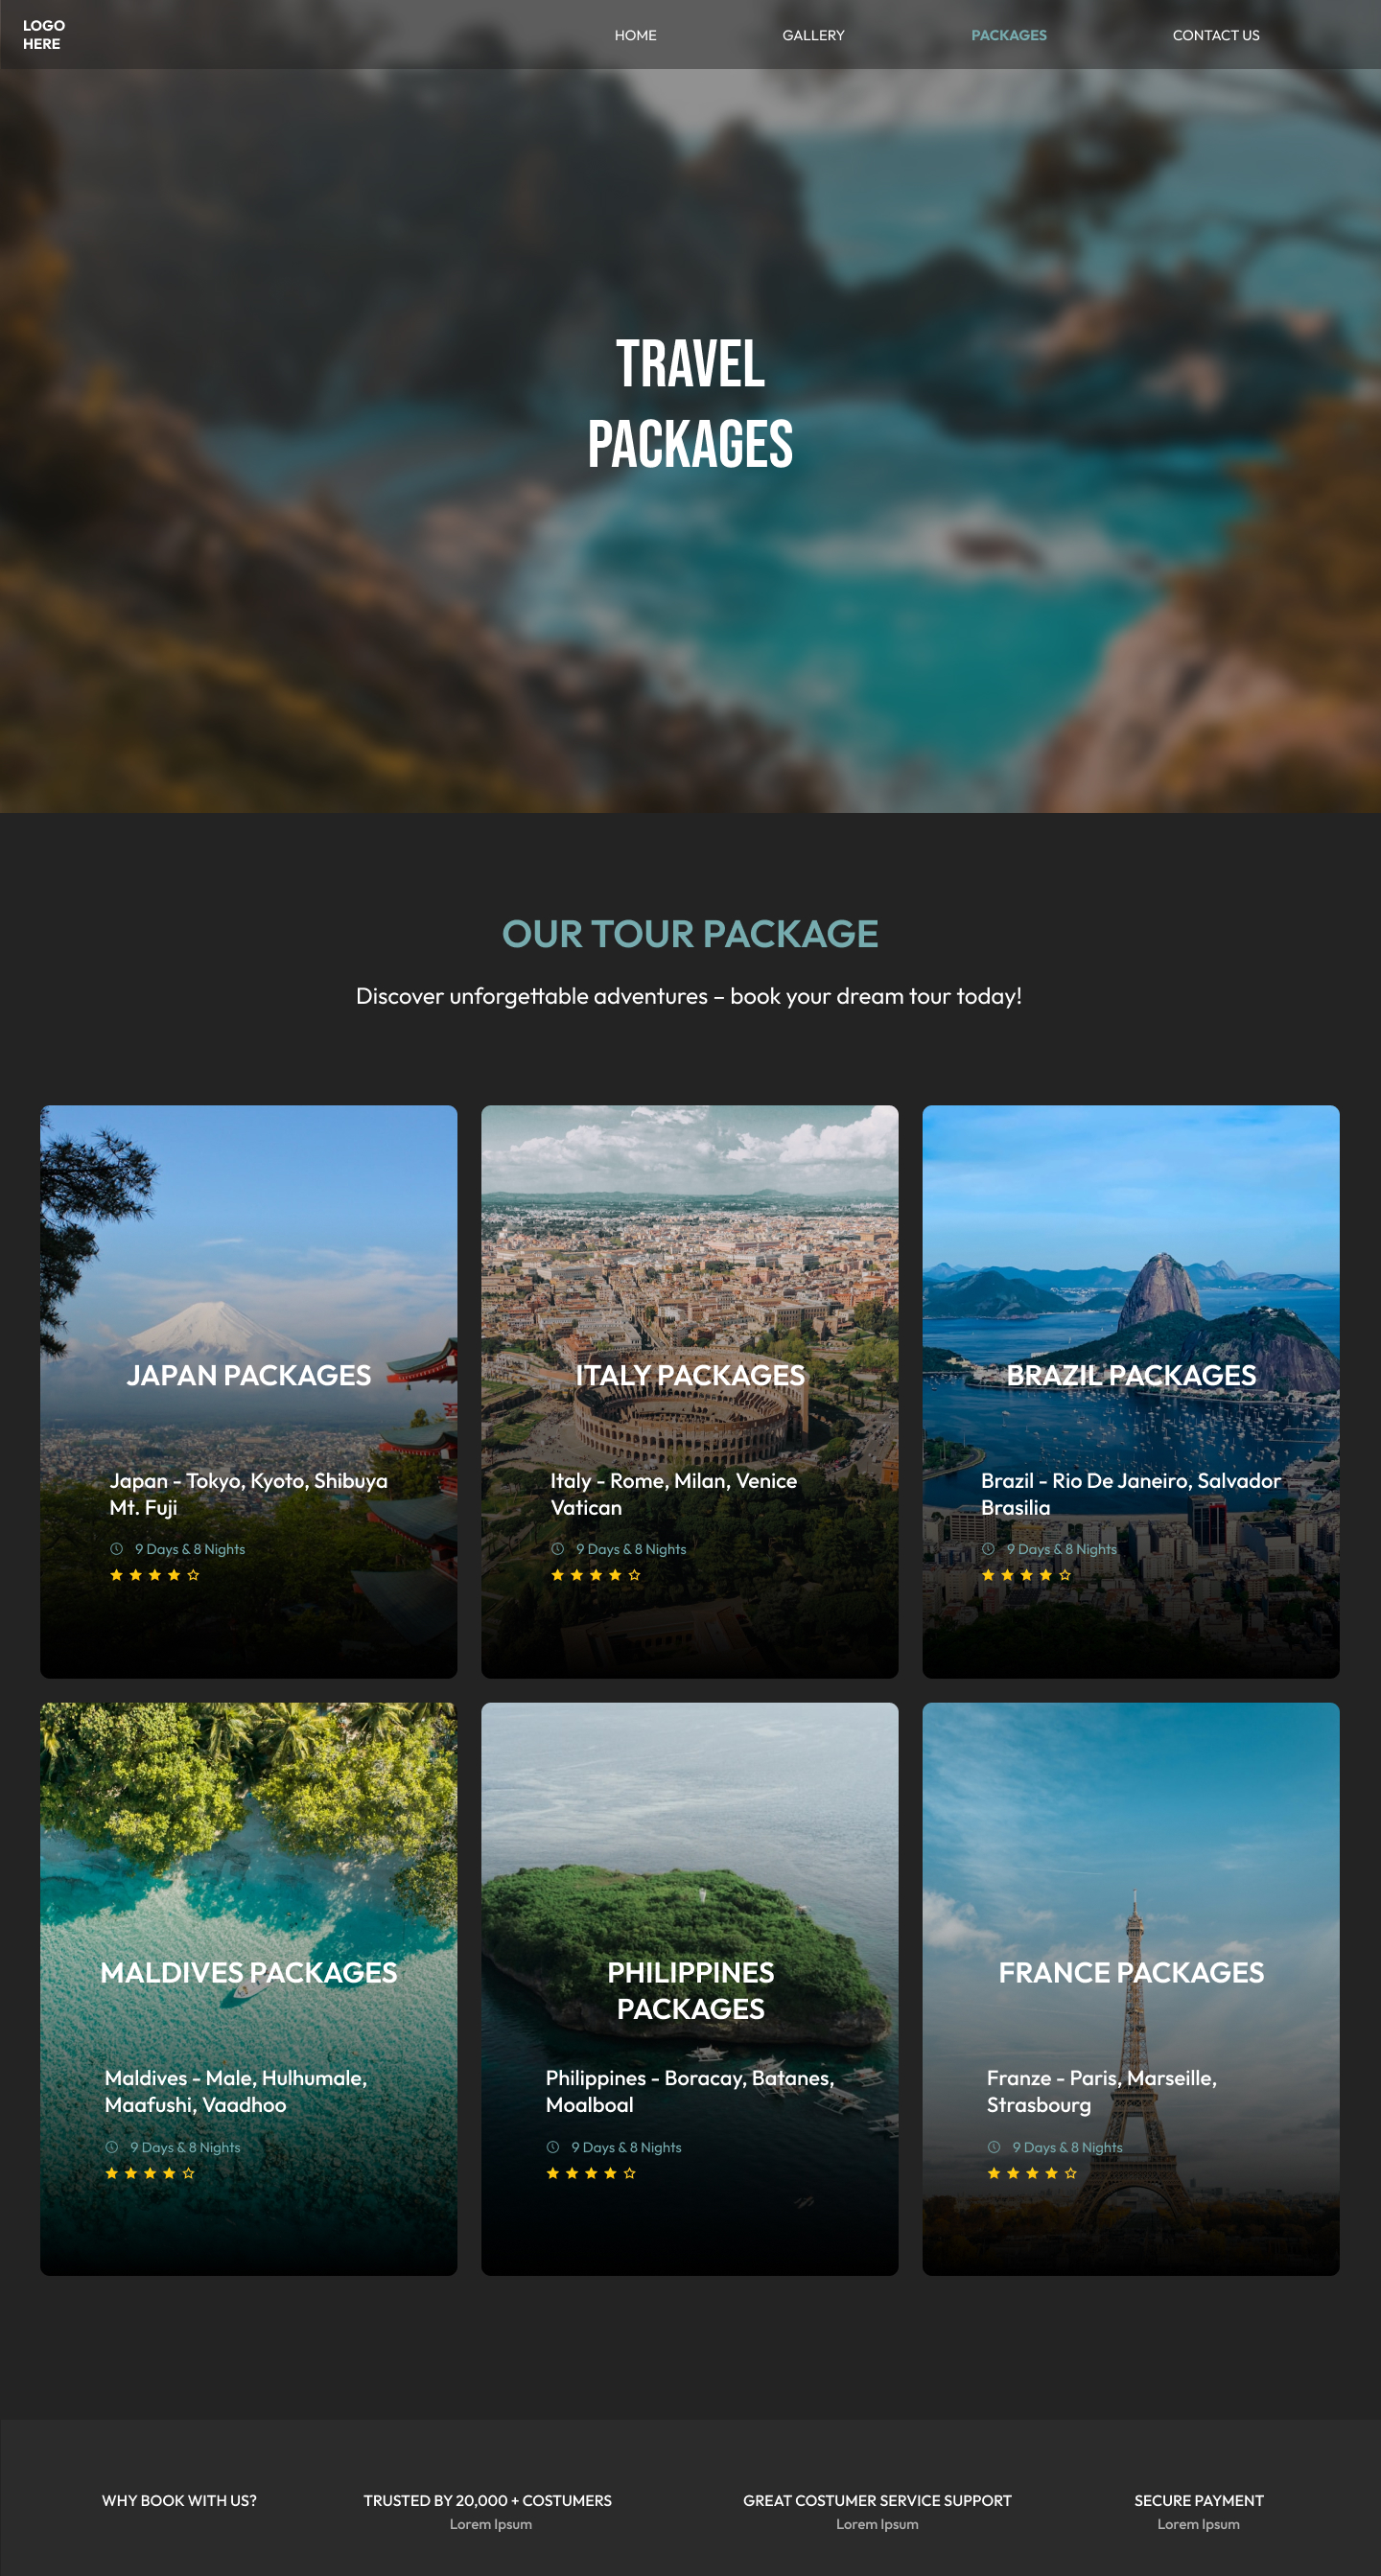 LOGO
HERE
HOME
GALLERY
PACKAGES
CONTACT US
TRAVEL
PACKAGES
OUR TOUR PACKAGE
Discover unforgettable adventures – book your dream tour today!
JAPAN PACKAGES
Japan - Tokyo, Kyoto, Shibuya
Mt. Fuji
9 Days & 8 Nights
ITALY PACKAGES
Italy - Rome, Milan, Venice
Vatican
9 Days & 8 Nights
BRAZIL PACKAGES
Brazil - Rio De Janeiro, Salvador
Brasilia
9 Days & 8 Nights
MALDIVES PACKAGES
Maldives - Male, Hulhumale,
Maafushi, Vaadhoo
9 Days & 8 Nights
PHILIPPINES
PACKAGES
Philippines - Boracay, Batanes,
Moalboal
9 Days & 8 Nights
FRANCE PACKAGES
Franze - Paris, Marseille,
Strasbourg
9 Days & 8 Nights
WHY BOOK WITH US?
TRUSTED BY 20,000 + COSTUMERS
Lorem Ipsum
GREAT COSTUMER SERVICE SUPPORT
Lorem Ipsum
SECURE PAYMENT
Lorem Ipsum